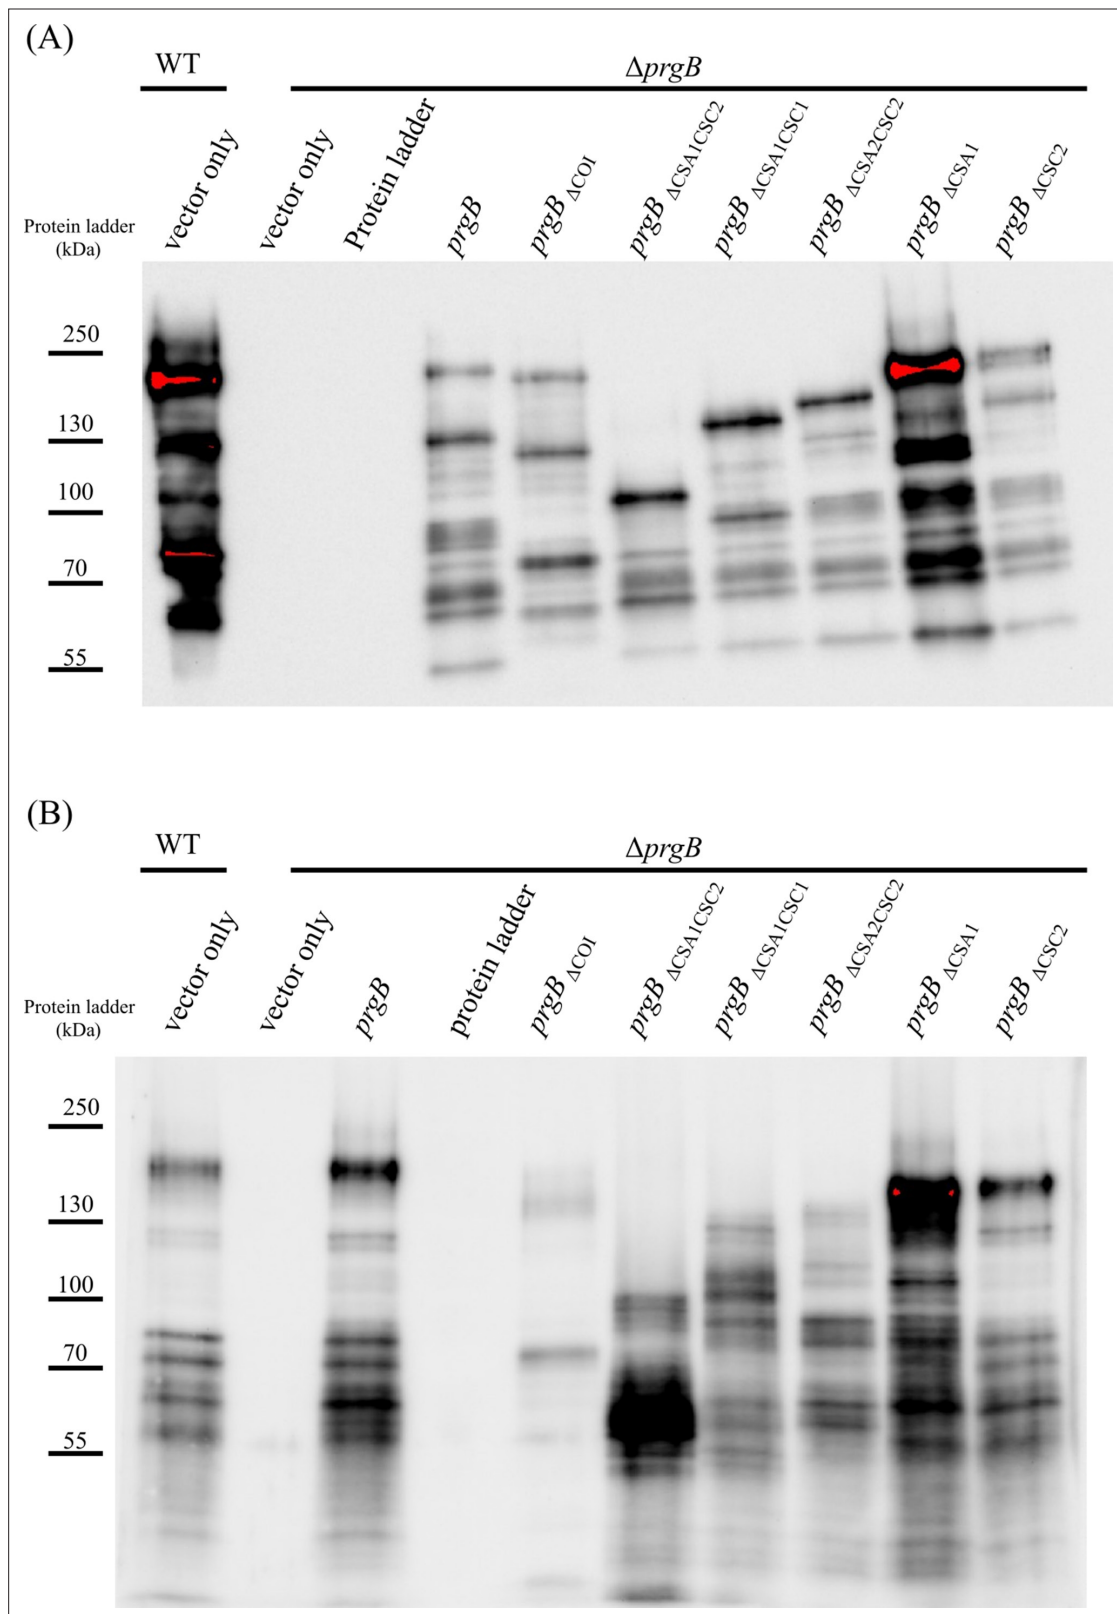 (A)
WT ΔprgB
vector only vector only Protein ladder prgB prgB ΔCOI prgB ΔCSA1CSC2 prgB ΔCSA1CSC1 prgB ΔCSA2CSC2 prgB ΔCSA1 prgB ΔCSC2
Protein ladder
(kDa)
250
130
100
70
55
(B)
WT ΔprgB
vector only vector only prgB protein ladder prgB ΔCOI prgB ΔCSA1CSC2 prgB ΔCSA1CSC1 prgB ΔCSA2CSC2 prgB ΔCSA1 prgB ΔCSC2
Protein ladder
(kDa)
250
130
100
70
55